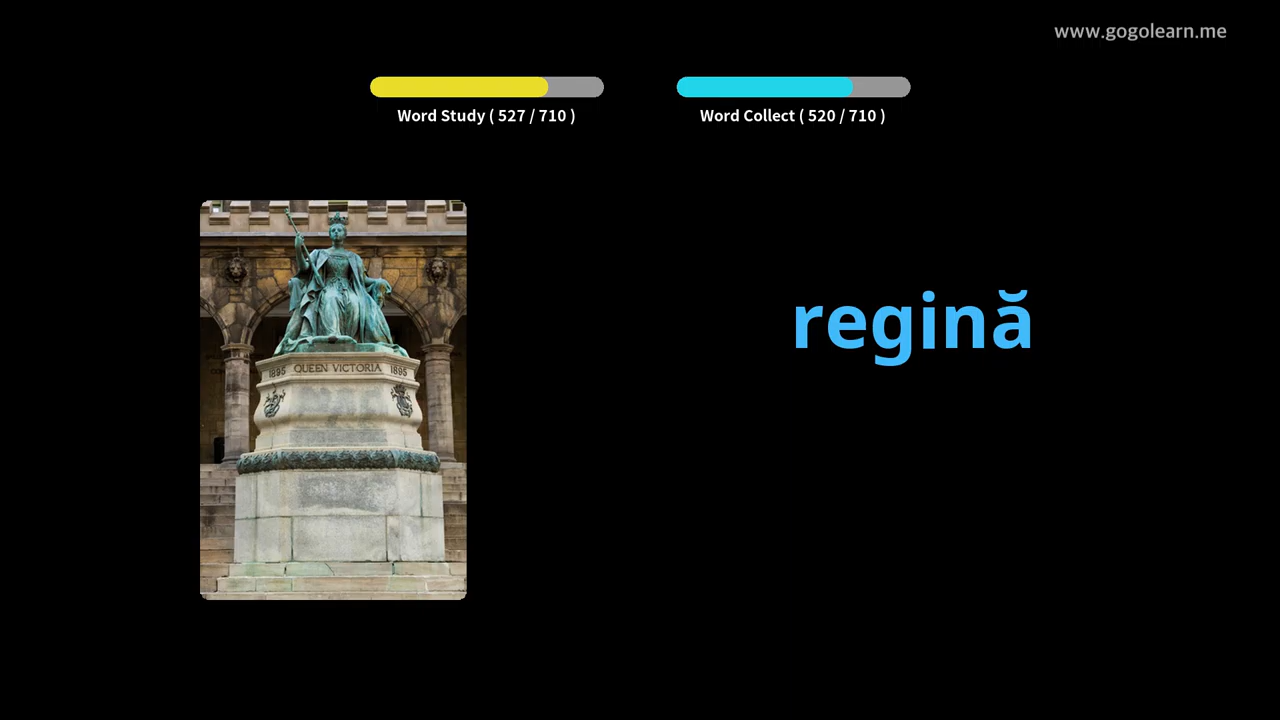 www.gogolearn.me
Word Study ( 527 / 710 )
Word Collect ( 520 / 710 )
regină
1895 QUEEN VICTORIA 1895